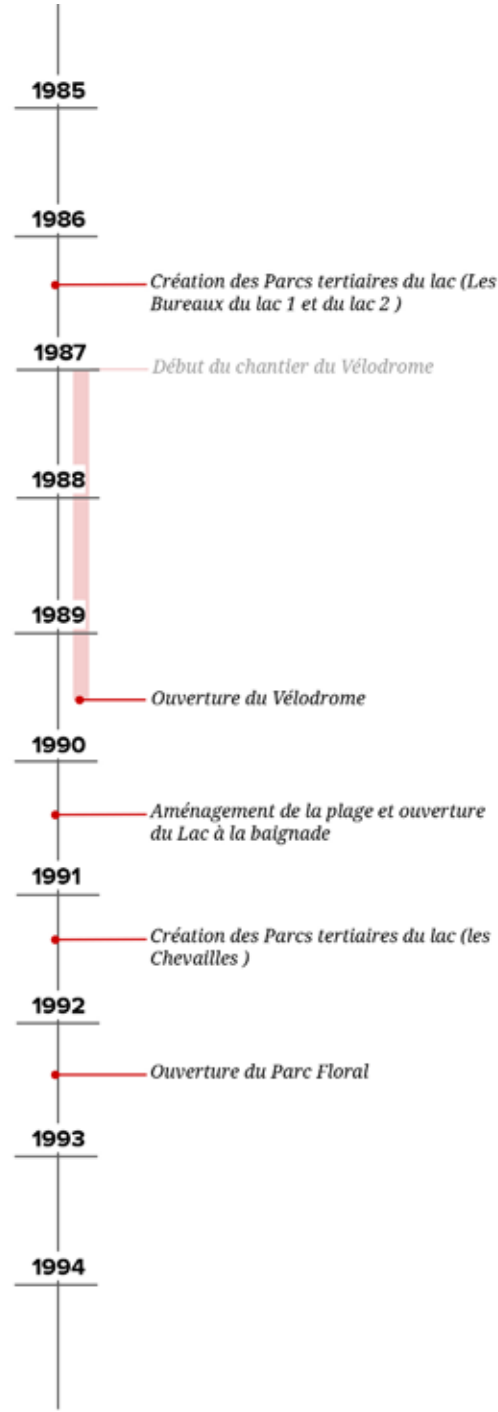 1985
1986
Création des Parcs tertiaires du lac (Les
Bureaux du lac 1 et du lac 2 )
1987
Début du chantier du Vélodrome
1988
1989
Ouverture du Vélodrome
1990
Aménagement de la plage et ouverture
du Lac à la baignade
1991
Création des Parcs tertiaires du lac (les
Chevailles )
1992
Ouverture du Parc Floral
1993
1994